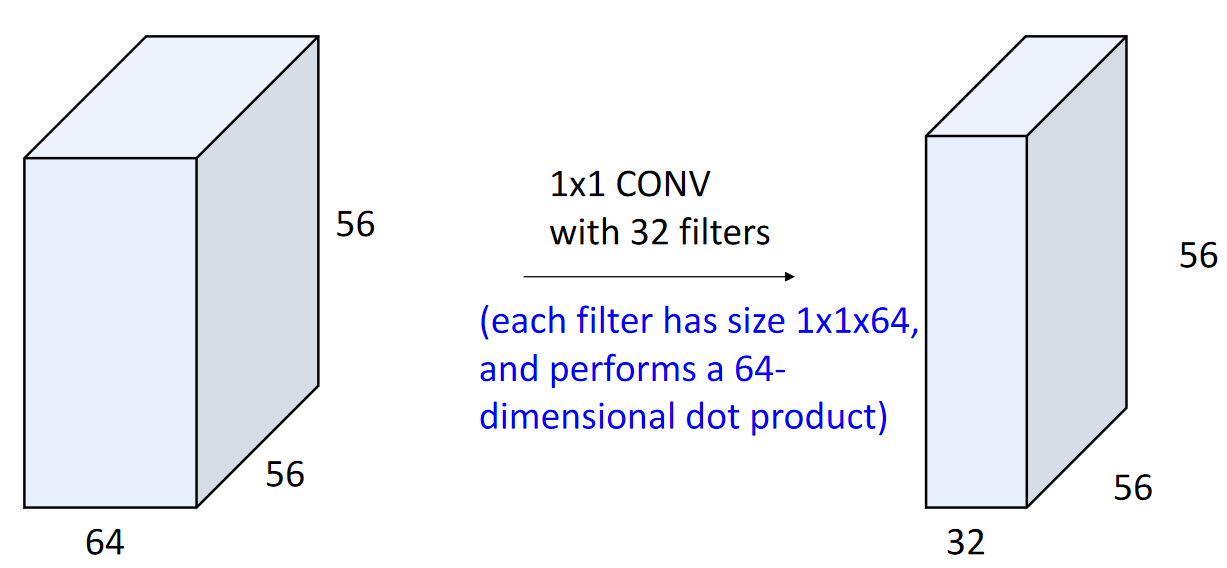 56
56
64
1x1 CONV
with 32 filters
(each filter has size 1x1x64,
and performs a 64-
dimensional dot product)
56
56
32